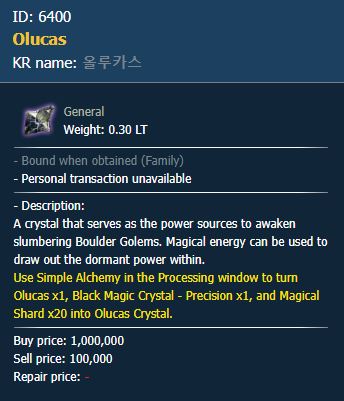 ID: 6400
Olucas
KR name: 올루카스
General
Weight: 0.30 LT
- Bound when obtained (Family)
- Personal transaction unavailable
- Description:
A crystal that serves as the power sources to awaken
slumbering Boulder Golems. Magical energy can be used to
draw out the dormant power within.
Use Simple Alchemy in the Processing window to turn
Olucas x1, Black Magic Crystal - Precision x1, and Magical
Shard x20 into Olucas Crystal.
Buy price: 1,000,000
Sell price: 100,000
Repair price: -